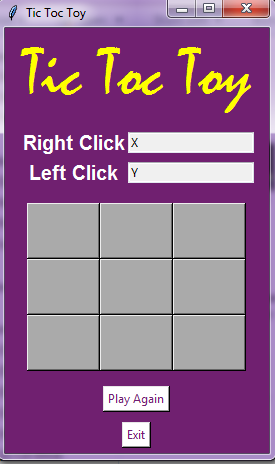 Tic Toc Toy
Tic Toc Toy
Right Click X
Left Click Y
Play Again
Exit